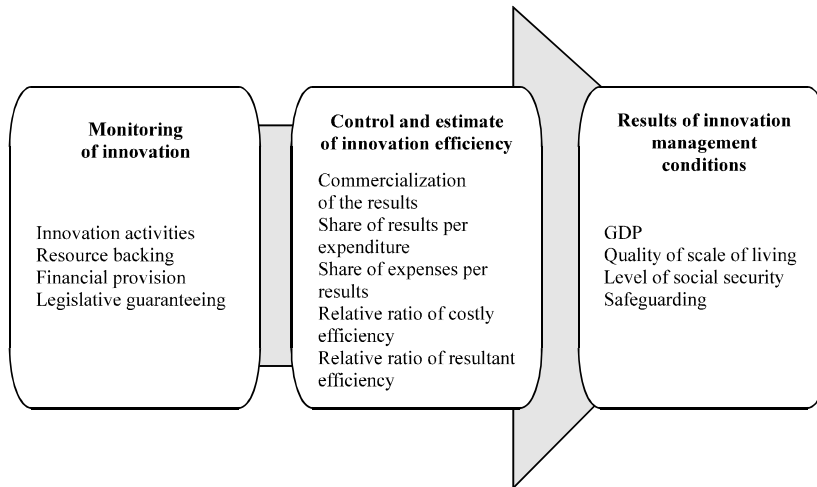 Monitoring
of innovation
Innovation activities
Resource backing
Financial provision
Legislative guaranteeing
Control and estimate
of innovation efficiency
Commercialization
of the results
Share of results per
expenditure
Share of expenses per
results
Relative ratio of costly
efficiency
Relative ratio of resultant
efficiency
Results of innovation
management
conditions
GDP
Quality of scale of living
Level of social security
Safeguarding